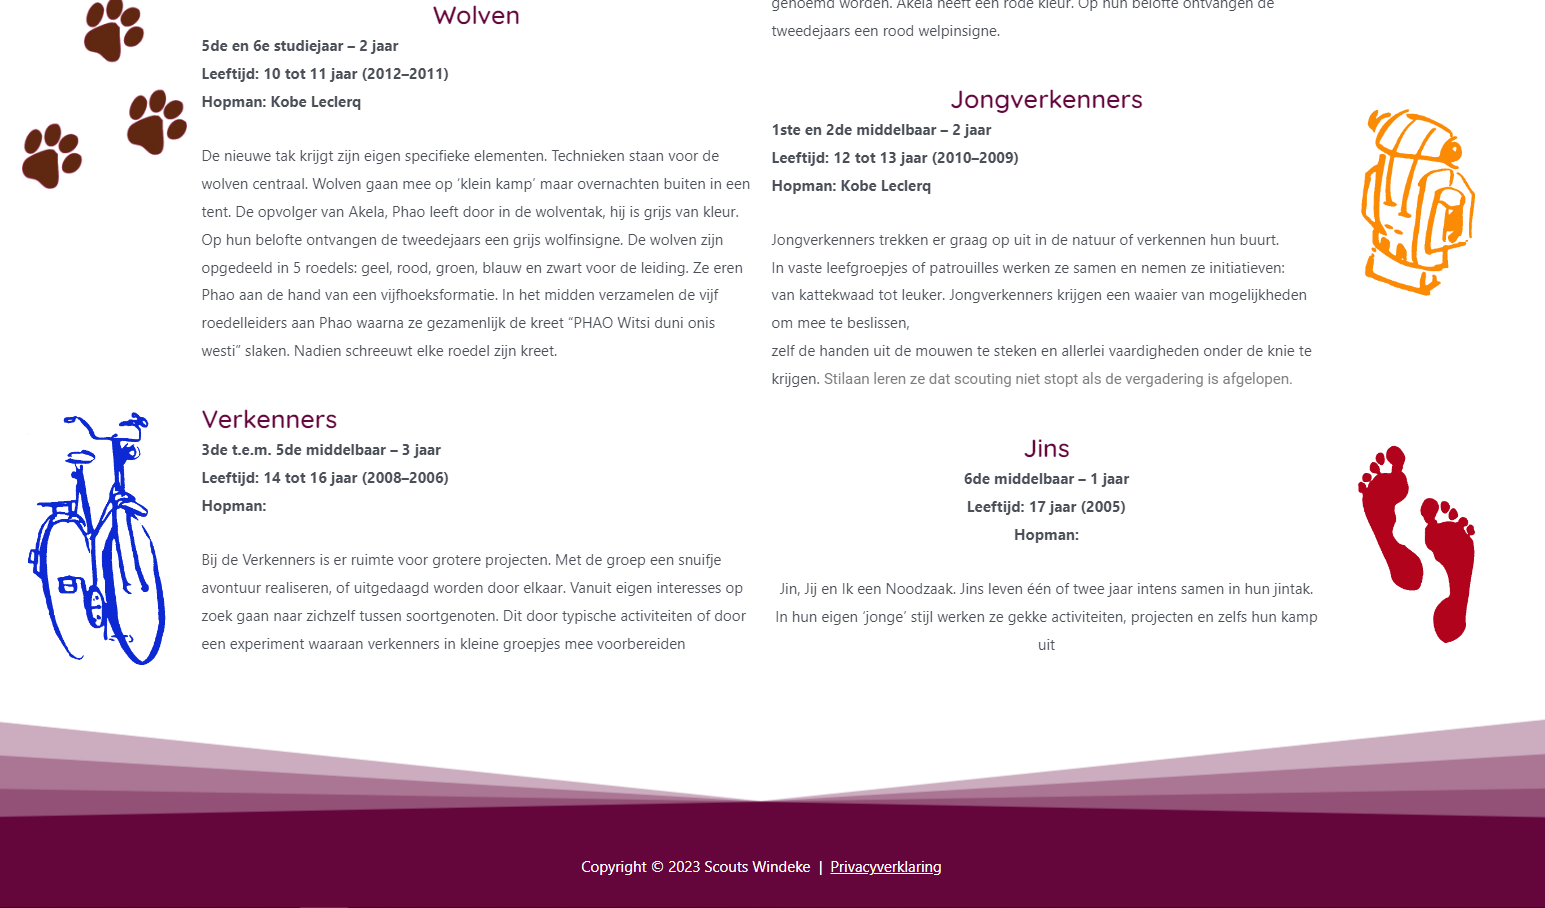 Wolven
5de en 6e studiejaar – 2 jaar
Leeftijd: 10 tot 11 jaar (2012–2011)
Hopman: Kobe Leclerq
De nieuwe tak krijgt zijn eigen specifieke elementen. Technieken staan voor de
wolven centraal. Wolven gaan mee op ‘klein kamp’ maar overnachten buiten in een
tent. De opvolger van Akela, Phao leeft door in de wolventak, hij is grijs van kleur.
Op hun belofte ontvangen de tweedejaars een grijs wolfinsigne. De wolven zijn
opgedeeld in 5 roedels: geel, rood, groen, blauw en zwart voor de leiding. Ze eren
Phao aan de hand van een vijfhoeksformatie. In het midden verzamelen de vijf
roedelleiders aan Phao waarna ze gezamenlijk de kreet “PHAO Witsi duni onis
westi” slaken. Nadien schreeuwt elke roedel zijn kreet.
Verkenners
3de t.e.m. 5de middelbaar – 3 jaar
Leeftijd: 14 tot 16 jaar (2008–2006)
Hopman:
Bij de Verkenners is er ruimte voor grotere projecten. Met de groep een snuifje
avontuur realiseren, of uitgedaagd worden door elkaar. Vanuit eigen interesses op
zoek gaan naar zichzelf tussen soortgenoten. Dit door typische activiteiten of door
een experiment waaraan verkenners in kleine groepjes mee voorbereiden
genoemd worden. Akela heeft een rode kleur. Op hun belofte ontvangen de
tweedejaars een rood welpinsigne.
Jongverkenners
1ste en 2de middelbaar – 2 jaar
Leeftijd: 12 tot 13 jaar (2010–2009)
Hopman: Kobe Leclerq
Jongverkenners trekken er graag op uit in de natuur of verkennen hun buurt.
In vaste leefgroepjes of patrouilles werken ze samen en nemen ze initiatieven:
van kattekwaad tot leuker. Jongverkenners krijgen een waaier van mogelijkheden
om mee te beslissen,
zelf de handen uit de mouwen te steken en allerlei vaardigheden onder de knie te
krijgen. Stilaan leren ze dat scouting niet stopt als de vergadering is afgelopen.
Jins
6de middelbaar – 1 jaar
Leeftijd: 17 jaar (2005)
Hopman:
Jin, Jij en Ik een Noodzaak. Jins leven één of twee jaar intens samen in hun jintak.
In hun eigen ‘jonge’ stijl werken ze gekke activiteiten, projecten en zelfs hun kamp
uit
Copyright © 2023 Scouts Windeke | Privacyverklaring